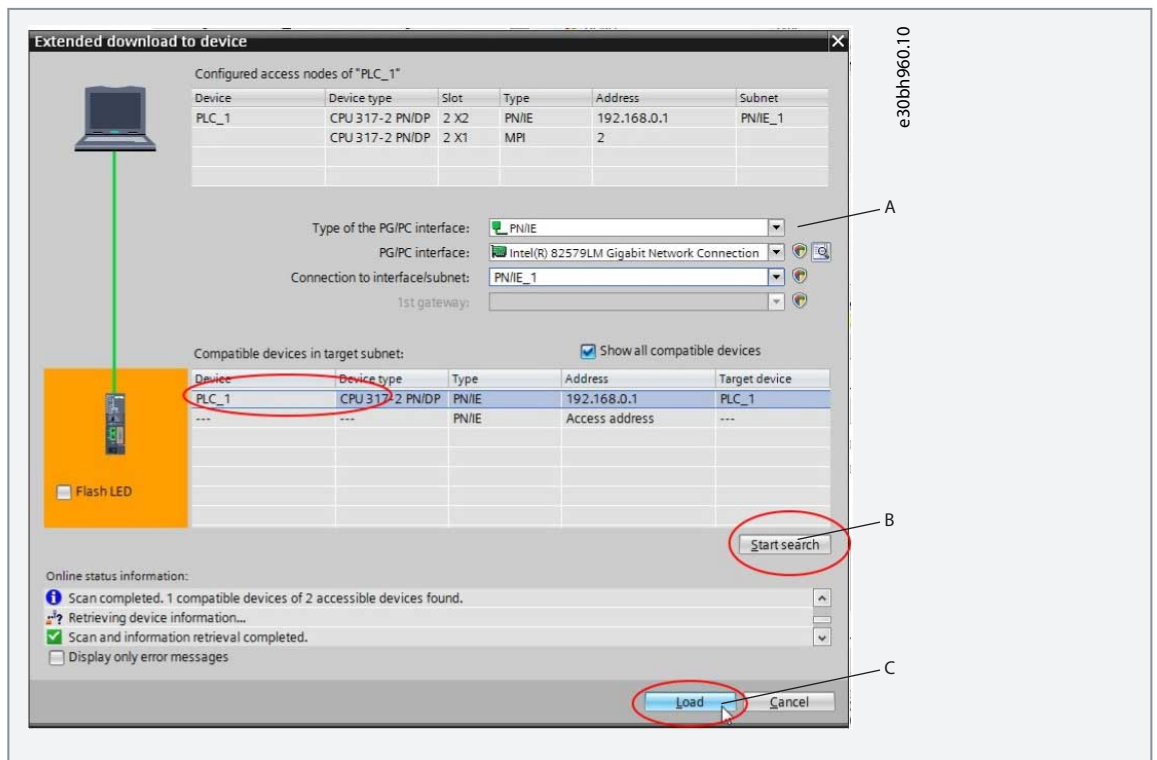 Extended download to device
Configured access nodes of "PLC_1"
Device Device type Slot Type Address Subnet
PLC_1 CPU 317-2 PN/DP 2 X2 PN/IE 192.168.0.1 PN/IE_1
CPU 317-2 PN/DP 2 X1 MPI 2
Type of the PG/PC interface: PN/IE
A
PG/PC interface: Intel(R) 82579LM Gigabit Network Connection
Connection to interface/subnet: PN/IE_1
1st gateway:
Compatible devices in target subnet: Show all compatible devices
Device Device type Type Address Target device
PLC_1 CPU 317-2 PN/DP PN/IE 192.168.0.1 PLC_1
--- --- PN/IE Access address ---
Flash LED
B
Start search
Online status information:
Scan completed. 1 compatible devices of 2 accessible devices found.
Retrieving device information...
Scan and information retrieval completed.
Display only error messages
C
Load Cancel
e30bh960.10